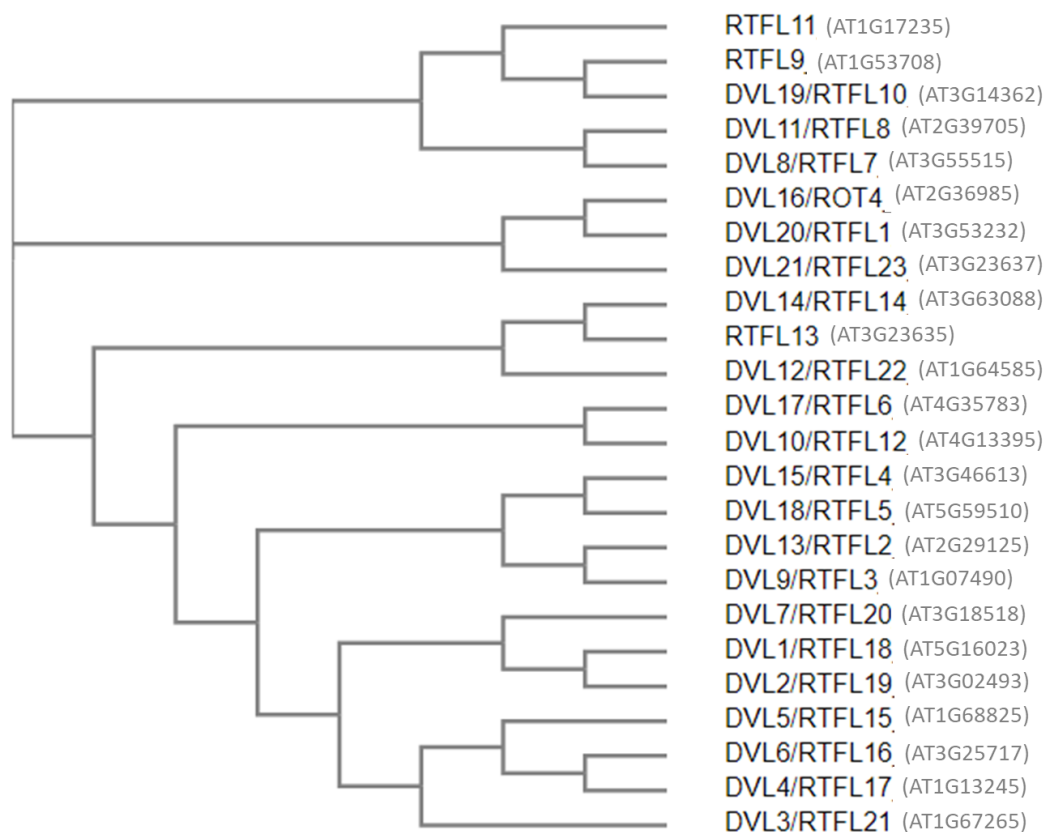 RTFL11 (AT1G17235)
RTFL9 (AT1G53708)
DVL19/RTFL10 (AT3G14362)
DVL11/RTFL8 (AT2G39705)
DVL8/RTFL7 (AT3G55515)
DVL16/ROT4 (AT2G36985)
DVL20/RTFL1 (AT3G53232)
DVL21/RTFL23 (AT3G23637)
DVL14/RTFL14 (AT3G63088)
RTFL13 (AT3G23635)
DVL12/RTFL22 (AT1G64585)
DVL17/RTFL6 (AT4G35783)
DVL10/RTFL12 (AT4G13395)
DVL15/RTFL4 (AT3G46613)
DVL18/RTFL5 (AT5G59510)
DVL13/RTFL2 (AT2G29125)
DVL9/RTFL3 (AT1G07490)
DVL7/RTFL20 (AT3G18518)
DVL1/RTFL18 (AT5G16023)
DVL2/RTFL19 (AT3G02493)
DVL5/RTFL15 (AT1G68825)
DVL6/RTFL16 (AT3G25717)
DVL4/RTFL17 (AT1G13245)
DVL3/RTFL21 (AT1G67265)